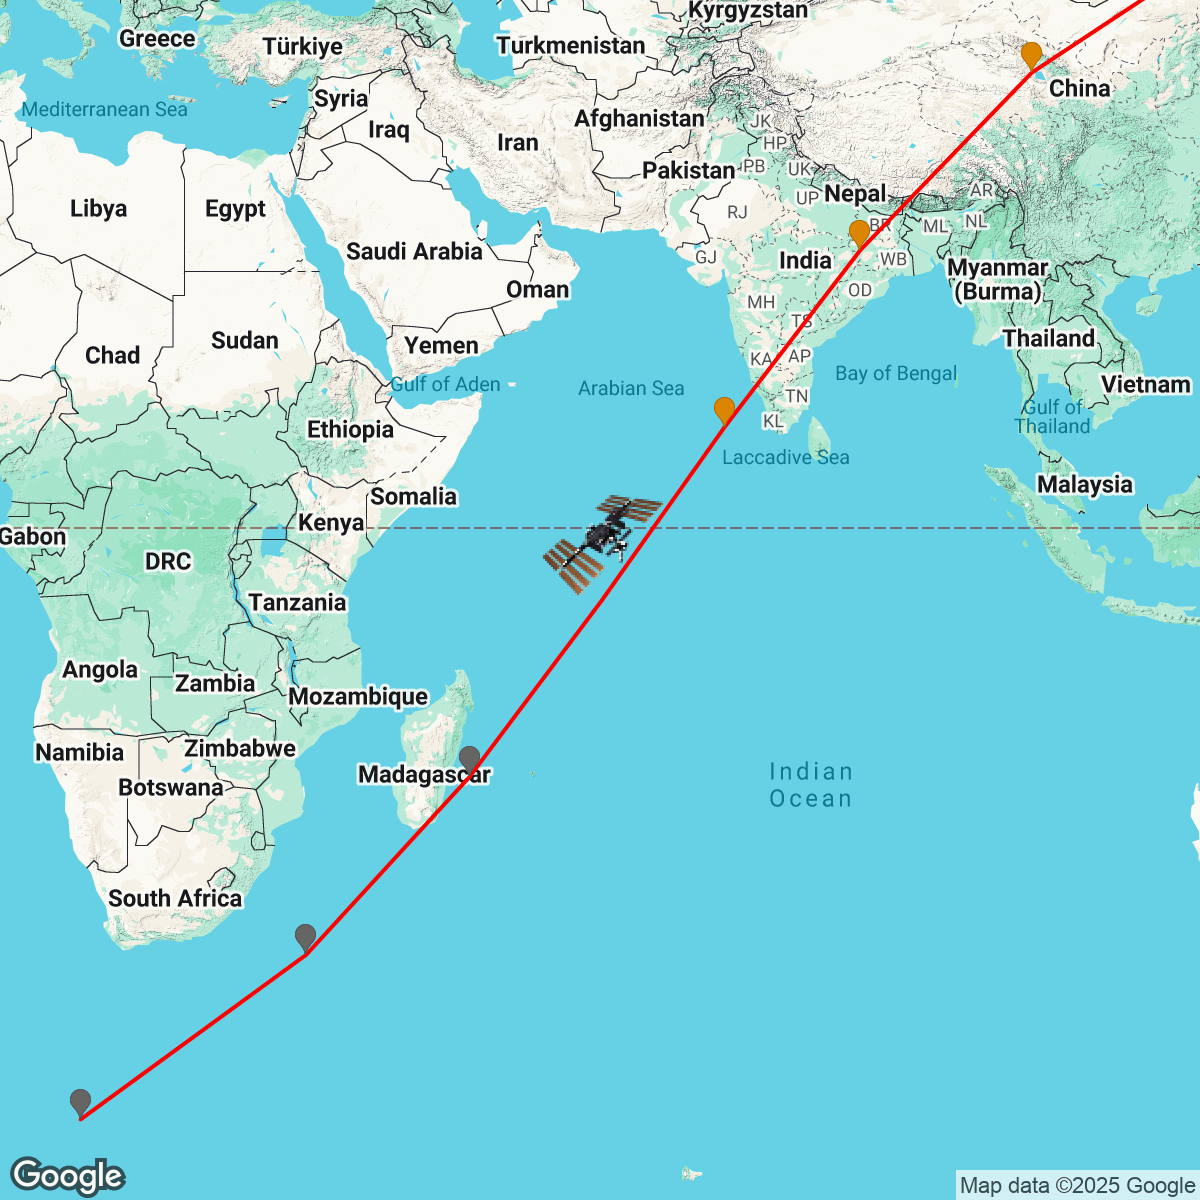 Kyrgyzstan
Greece
Türkiye
Turkmenistan
Syria
China
Mediterranean Sea
Afghanistan
JK
Iraq
Iran
HP
Pakistan
PB
UK
Nepal
AR
UP
Libya
Egypt
RJ
BR
ML
NL
Saudi Arabia
GJ
India
WB
Myanmar
(Burma)
Oman
OD
MH
TS
Sudan
Yemen
Thailand
Chad
KA
AP
Gulf of Aden
Arabian Sea
Bay of Bengal
Vietnam
TN
Gulf of
Thailand
Ethiopia
KL
Laccadive Sea
Somalia
Malaysia
Kenya
Gabon
DRC
Tanzania
Angola
Zambia
Mozambique
Namibia
Zimbabwe
Madagascar
Botswana
Indian
Ocean
South Africa
Google
Map data ©2025 Google